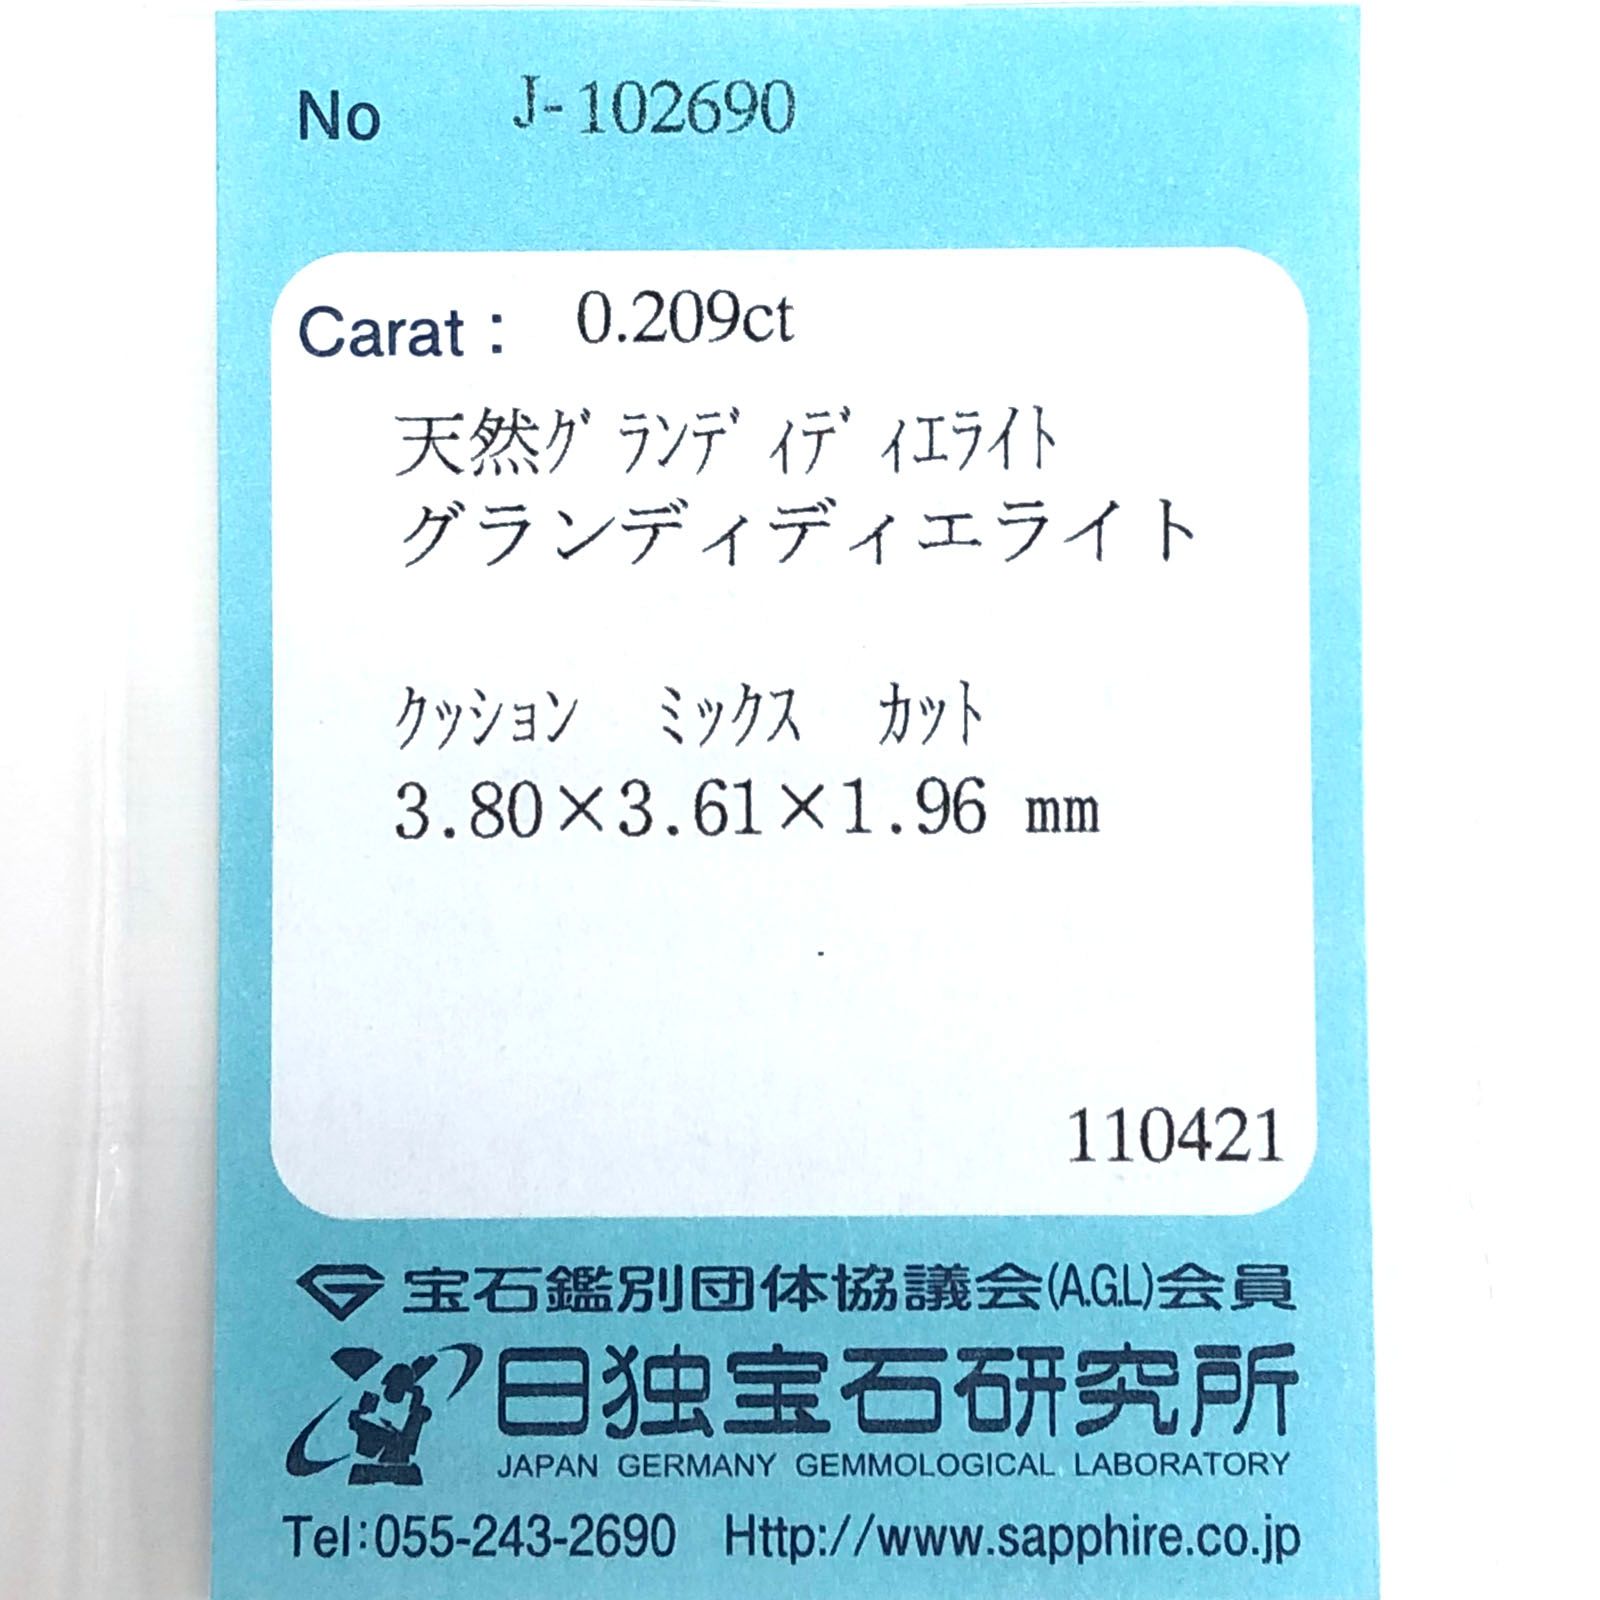 No J-102690
Carat : 0.209ct
天然ｸﾞﾗﾝﾃﾞｨﾃﾞｨｴﾗｲﾄ
グランディディエライト
ｸｯｼｮﾝ ﾐｯｸｽ ｶｯﾄ
3.80×3.61×1.96 mm
110421
宝石鑑別団体協議会(A.G.L)会員
日独宝石研究所
JAPAN GERMANY GEMMOLOGICAL LABORATORY
Tel:055-243-2690 Http://www.sapphire.co.jp